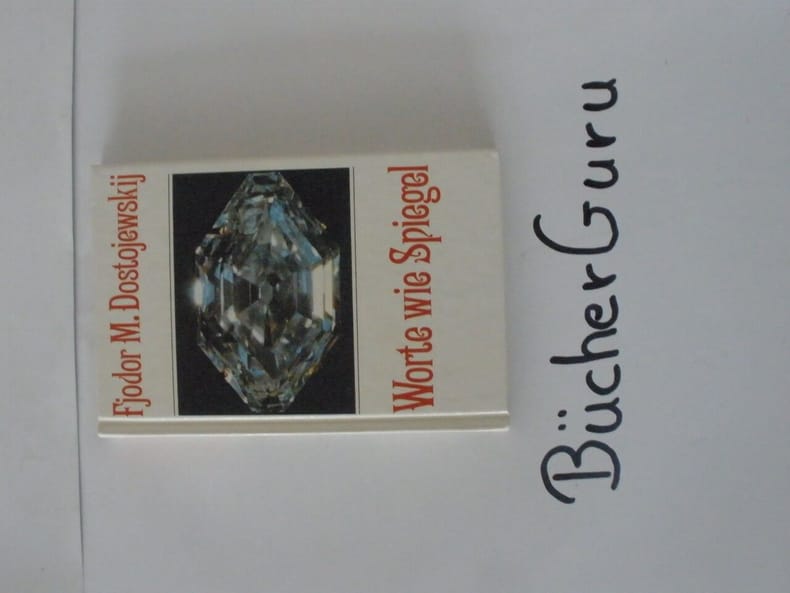 Fjodor M. Dostojewskij
Worte wie Spiegel
BücherGuru